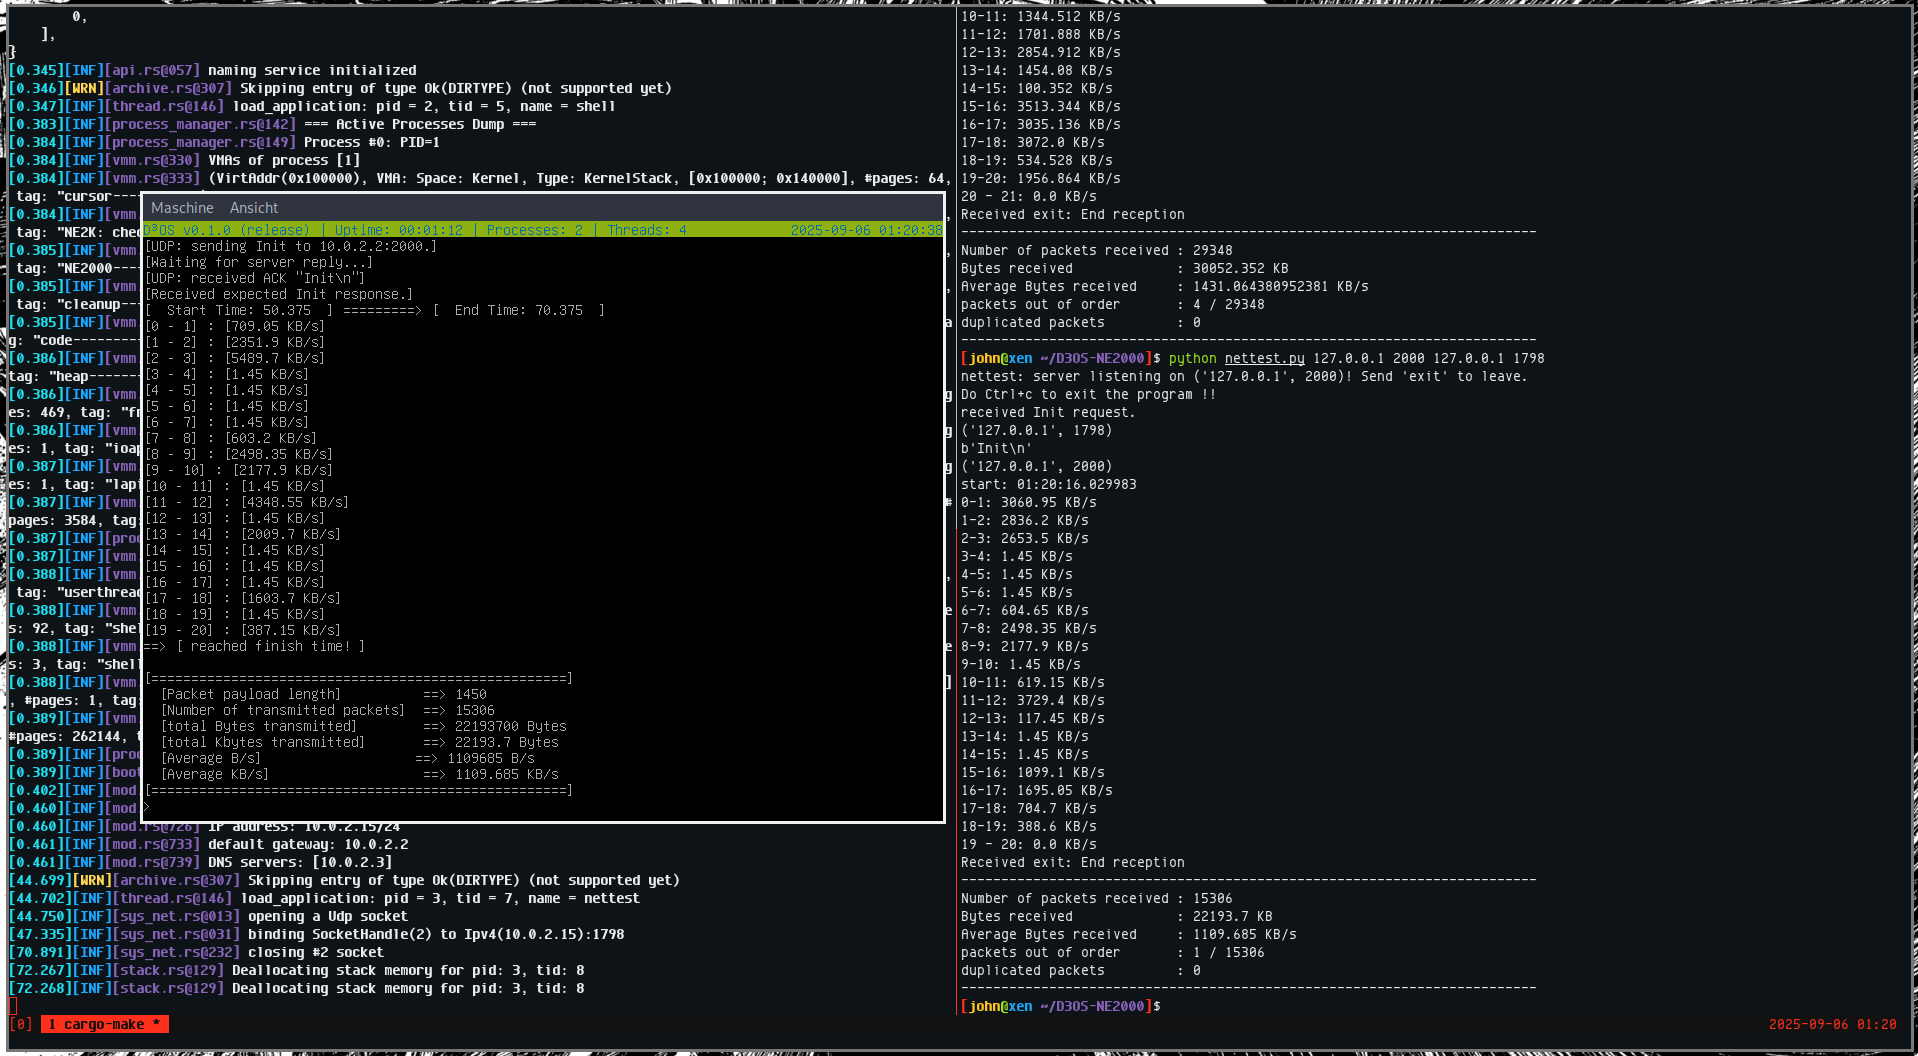 0,
    ],
}
[0.345][INF][api.rs@057] naming service initialized
[0.346][WRN][archive.rs@307] Skipping entry of type Ok(DIRTYPE) (not supported yet)
[0.347][INF][thread.rs@146] load_application: pid = 2, tid = 5, name = shell
[0.383][INF][process_manager.rs@142] === Active Processes Dump ===
[0.384][INF][process_manager.rs@149] Process #0: PID=1
[0.384][INF][vmm.rs@330] VMAs of process [1]
[0.384][INF][vmm.rs@333] (VirtAddr(0x100000), VMA: Space: Kernel, Type: KernelStack, [0x100000; 0x140000], #pages: 64,
 tag: "cursor----
[0.384][INF][vm
 tag: "NE2K: che
[0.385][INF][vm
 tag: "NE2000---
[0.385][INF][vm
 tag: "cleanup--
[0.385][INF][vm
g: "code--------
[0.386][INF][vm
tag: "heap------
[0.386][INF][vm
es: 469, tag: "f
[0.386][INF][vm
es: 1, tag: "ioa
[0.387][INF][vm
es: 1, tag: "lap
[0.387][INF][vm
pages: 3584, tag
[0.387][INF][pro
[0.387][INF][vmm
[0.388][INF][vmm
 tag: "userthrea
[0.388][INF][vmm
s: 92, tag: "she
[0.388][INF][vmm
s: 3, tag: "shel
[0.388][INF][vmm
, #pages: 1, tag
[0.389][INF][vmm
#pages: 262144, t
[0.389][INF][pro
[0.389][INF][boo
[0.402][INF][mod
[0.460][INF][mod
[0.460][INF][mod.rs@726] IP address: 10.0.2.15/24
[0.461][INF][mod.rs@733] default gateway: 10.0.2.2
[0.461][INF][mod.rs@739] DNS servers: [10.0.2.3]
[44.699][WRN][archive.rs@307] Skipping entry of type Ok(DIRTYPE) (not supported yet)
[44.702][INF][thread.rs@146] load_application: pid = 3, tid = 7, name = nettest
[44.750][INF][sys_net.rs@013] opening a Udp socket
[47.335][INF][sys_net.rs@031] binding SocketHandle(2) to Ipv4(10.0.2.15):1798
[70.891][INF][sys_net.rs@232] closing #2 socket
[72.267][INF][stack.rs@129] Deallocating stack memory for pid: 3, tid: 8
[72.268][INF][stack.rs@129] Deallocating stack memory for pid: 3, tid: 8
Maschine  Ansicht
D³OS v0.1.0 (release) | Uptime: 00:01:12 | Processes: 2 | Threads: 4 2025-09-06 01:20:38
[UDP: sending Init to 10.0.2.2:2000.]
[Waiting for server reply...]
[UDP: received ACK "Init\n"]
[Received expected Init response.]
[  Start Time: 50.375  ] =========> [  End Time: 70.375  ]
[0 - 1] : [709.05 KB/s]
[1 - 2] : [2351.9 KB/s]
[2 - 3] : [5489.7 KB/s]
[3 - 4] : [1.45 KB/s]
[4 - 5] : [1.45 KB/s]
[5 - 6] : [1.45 KB/s]
[6 - 7] : [1.45 KB/s]
[7 - 8] : [603.2 KB/s]
[8 - 9] : [2498.35 KB/s]
[9 - 10] : [2177.9 KB/s]
[10 - 11] : [1.45 KB/s]
[11 - 12] : [4348.55 KB/s]
[12 - 13] : [1.45 KB/s]
[13 - 14] : [2009.7 KB/s]
[14 - 15] : [1.45 KB/s]
[15 - 16] : [1.45 KB/s]
[16 - 17] : [1.45 KB/s]
[17 - 18] : [1603.7 KB/s]
[18 - 19] : [1.45 KB/s]
[19 - 20] : [387.15 KB/s]
==> [ reached finish time! ]
[====================================================]
  [Packet payload length]          ==> 1450
  [Number of transmitted packets]  ==> 15306
  [total Bytes transmitted]        ==> 22193700 Bytes
  [total Kbytes transmitted]       ==> 22193.7 Bytes
  [Average B/s]                   ==> 1109685 B/s
  [Average KB/s]                   ==> 1109.685 KB/s
[====================================================]
>
10-11: 1344.512 KB/s
11-12: 1701.888 KB/s
12-13: 2854.912 KB/s
13-14: 1454.08 KB/s
14-15: 100.352 KB/s
15-16: 3513.344 KB/s
16-17: 3035.136 KB/s
17-18: 3072.0 KB/s
18-19: 534.528 KB/s
19-20: 1956.864 KB/s
20 - 21: 0.0 KB/s
Received exit: End reception
------------------------------------------------------------------------
Number of packets received : 29348
Bytes received             : 30052.352 KB
Average Bytes received     : 1431.064380952381 KB/s
packets out of order       : 4 / 29348
duplicated packets         : 0
------------------------------------------------------------------------
[john@xen ~/D3OS-NE2000]$ python nettest.py 127.0.0.1 2000 127.0.0.1 1798
nettest: server listening on ('127.0.0.1', 2000)! Send 'exit' to leave.
Do Ctrl+c to exit the program !!
received Init request.
('127.0.0.1', 1798)
b'Init\n'
('127.0.0.1', 2000)
start: 01:20:16.029983
0-1: 3060.95 KB/s
1-2: 2836.2 KB/s
2-3: 2653.5 KB/s
3-4: 1.45 KB/s
4-5: 1.45 KB/s
5-6: 1.45 KB/s
6-7: 604.65 KB/s
7-8: 2498.35 KB/s
8-9: 2177.9 KB/s
9-10: 1.45 KB/s
10-11: 619.15 KB/s
11-12: 3729.4 KB/s
12-13: 117.45 KB/s
13-14: 1.45 KB/s
14-15: 1.45 KB/s
15-16: 1099.1 KB/s
16-17: 1695.05 KB/s
17-18: 704.7 KB/s
18-19: 388.6 KB/s
19 - 20: 0.0 KB/s
Received exit: End reception
------------------------------------------------------------------------
Number of packets received : 15306
Bytes received             : 22193.7 KB
Average Bytes received     : 1109.685 KB/s
packets out of order       : 1 / 15306
duplicated packets         : 0
------------------------------------------------------------------------
[john@xen ~/D3OS-NE2000]$
[0] 1 cargo-make * 2025-09-06 01:20